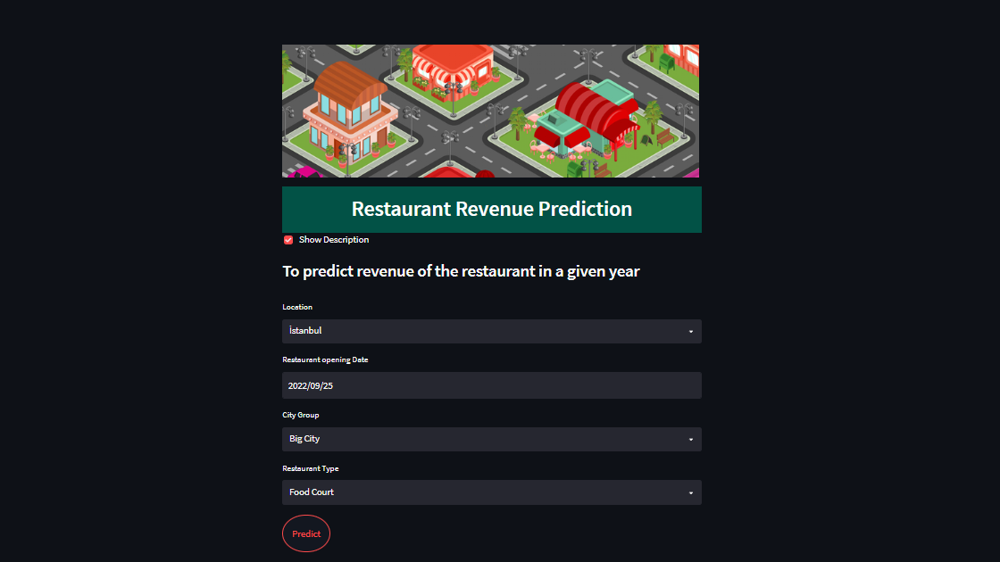 Restaurant Revenue Prediction
Show Description
To predict revenue of the restaurant in a given year
Location
İstanbul
Restaurant opening Date
2022/09/25
City Group
Big City
Restaurant Type
Food Court
Predict